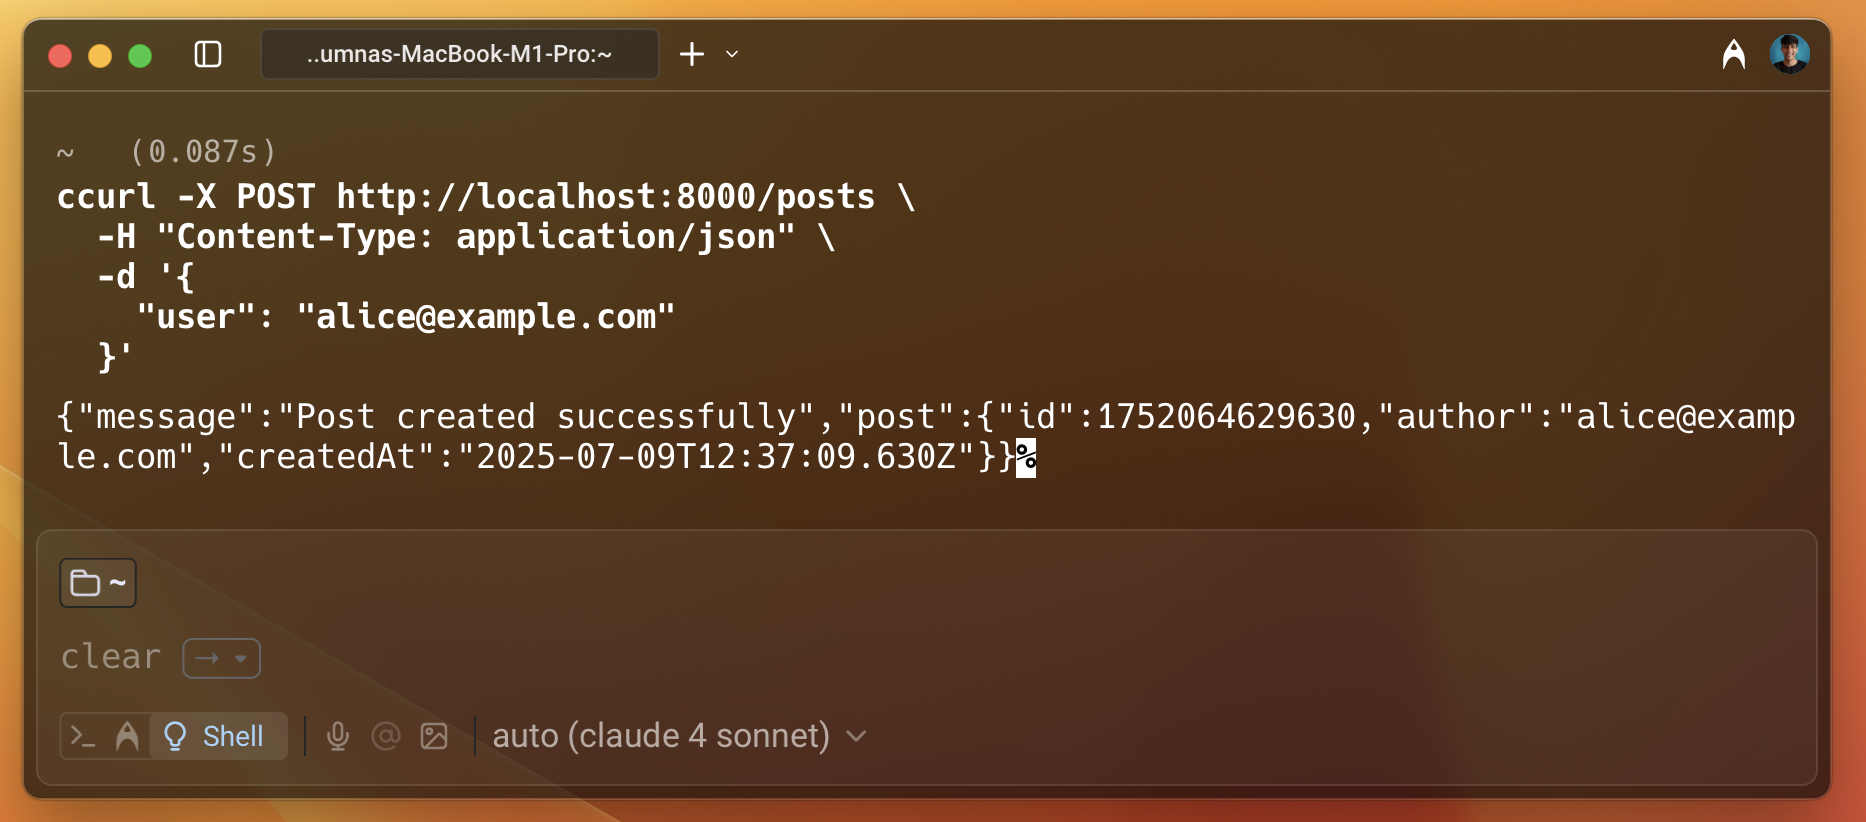 ..umnas-MacBook-M1-Pro:~
~ (0.087s)
ccurl -X POST http://localhost:8000/posts \
  -H "Content-Type: application/json" \
  -d '{
    "user": "alice@example.com"
  }'
{"message":"Post created successfully","post":{"id":1752064629630,"author":"alice@examp
le.com","createdAt":"2025-07-09T12:37:09.630Z"}}%
~
clear
Shell
auto (claude 4 sonnet)